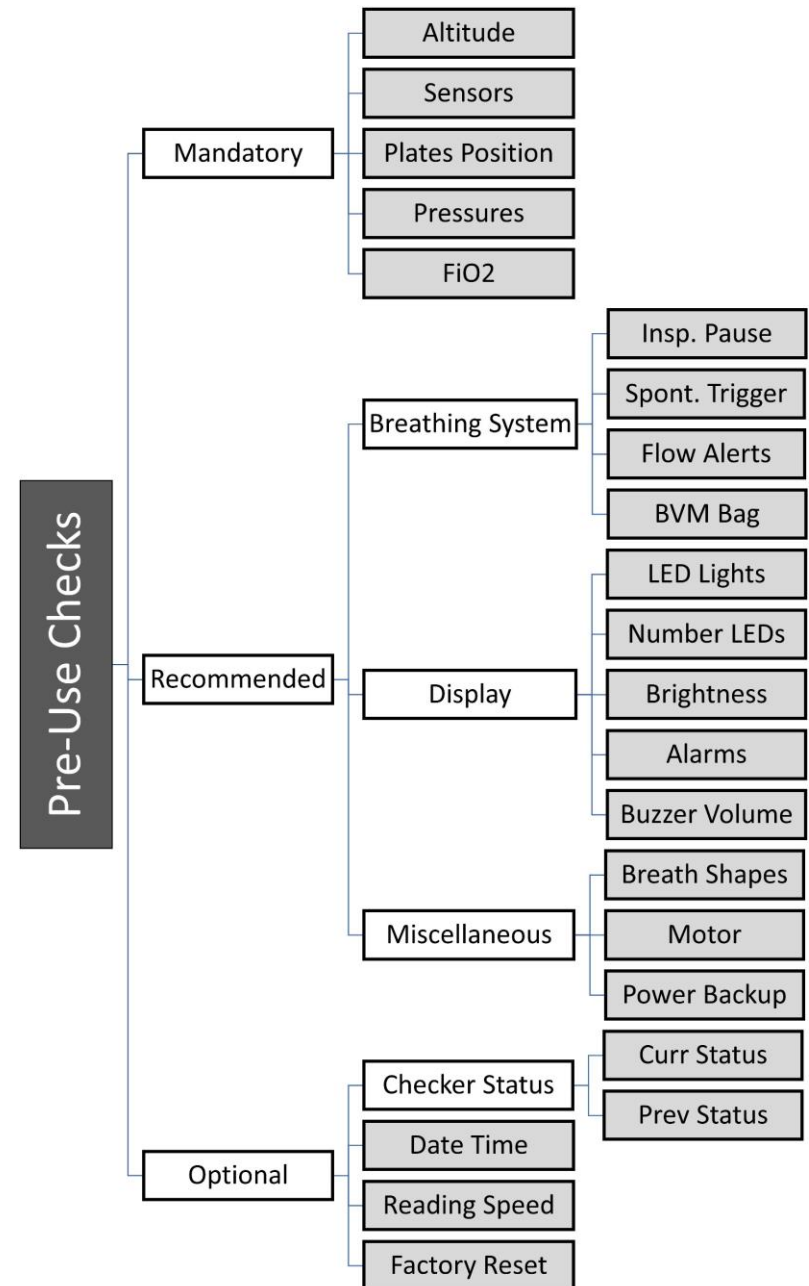 Pre-Use Checks
Mandatory
Altitude
Sensors
Plates Position
Pressures
FiO2
Recommended
Breathing System
Insp. Pause
Spont. Trigger
Flow Alerts
BVM Bag
Display
LED Lights
Number LEDs
Brightness
Alarms
Buzzer Volume
Miscellaneous
Breath Shapes
Motor
Power Backup
Optional
Checker Status
Curr Status
Prev Status
Date Time
Reading Speed
Factory Reset